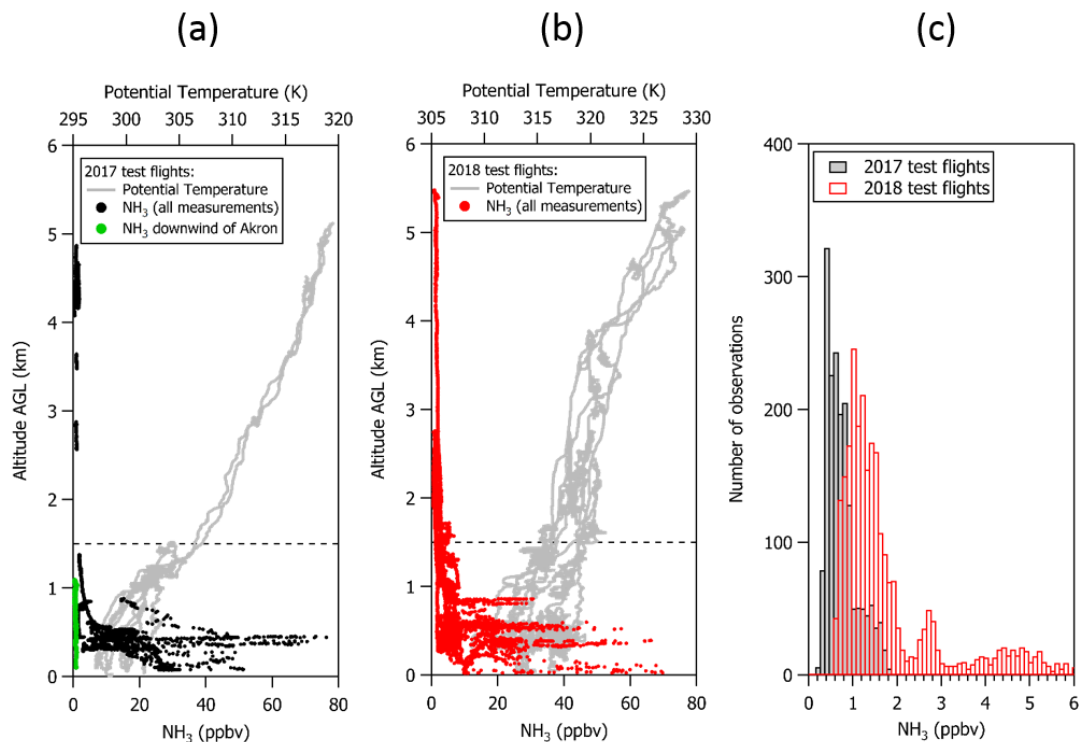 (a)
(b)
(c)
Potential Temperature (K)
295 300 305 310 315 320
6
5
4
3
2
1
0
Altitude AGL (km)
2017 test flights:
Potential Temperature
NH₃ (all measurements)
NH₃ downwind of Akron
0 20 40 60 80
NH₃ (ppbv)
Potential Temperature (K)
305 310 315 320 325 330
6
5
4
3
2
1
0
Altitude AGL (km)
2018 test flights:
Potential Temperature
NH₃ (all measurements)
0 20 40 60 80
NH₃ (ppbv)
400
300
200
100
0
Number of observations
2017 test flights
2018 test flights
0 1 2 3 4 5 6
NH₃ (ppbv)